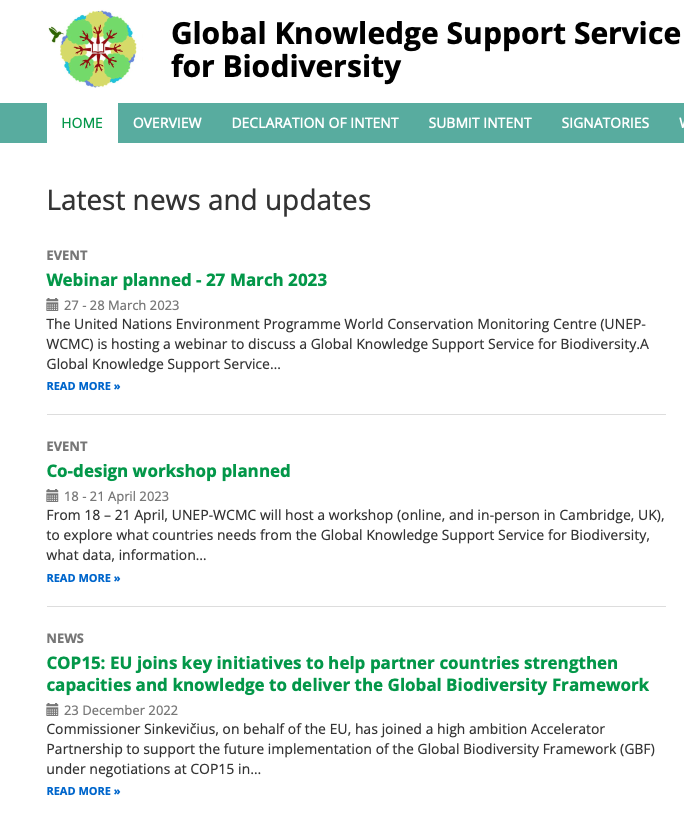 Global Knowledge Support Service
for Biodiversity
HOME OVERVIEW DECLARATION OF INTENT SUBMIT INTENT SIGNATORIES
Latest news and updates
EVENT
Webinar planned - 27 March 2023
27 - 28 March 2023
The United Nations Environment Programme World Conservation Monitoring Centre (UNEP-
WCMC) is hosting a webinar to discuss a Global Knowledge Support Service for Biodiversity.A
Global Knowledge Support Service...
READ MORE »
EVENT
Co-design workshop planned
18 - 21 April 2023
From 18 – 21 April, UNEP-WCMC will host a workshop (online, and in-person in Cambridge, UK),
to explore what countries needs from the Global Knowledge Support Service for Biodiversity,
what data, information...
READ MORE »
NEWS
COP15: EU joins key initiatives to help partner countries strengthen
capacities and knowledge to deliver the Global Biodiversity Framework
23 December 2022
Commissioner Sinkevičius, on behalf of the EU, has joined a high ambition Accelerator
Partnership to support the future implementation of the Global Biodiversity Framework (GBF)
under negotiations at COP15 in...
READ MORE »